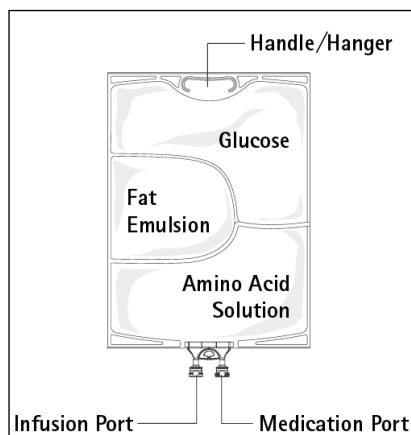 Handle/Hanger
Glucose
Fat
Emulsion
Amino Acid
Solution
Infusion Port
Medication Port